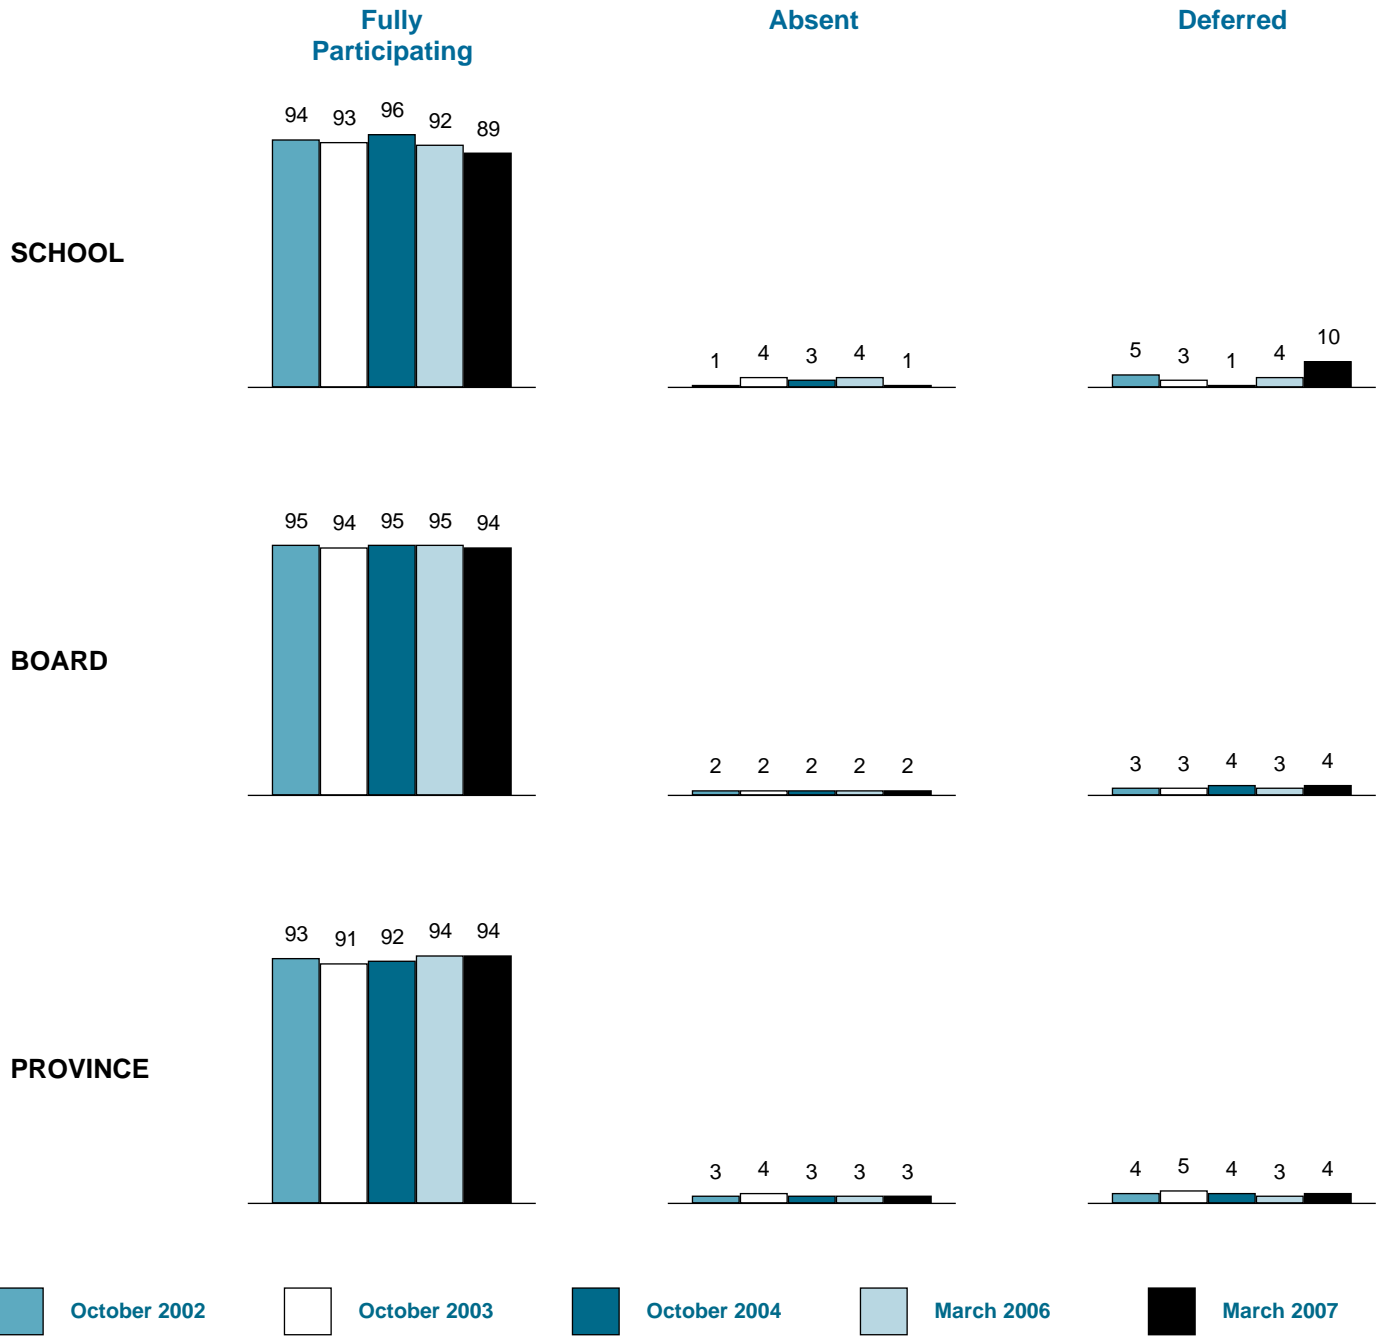 Fully
Participating
Absent
Deferred
94 93 96 92 89
1 4 3 4 1
5 3 1 4 10
SCHOOL
95 94 95 95 94
2 2 2 2 2
3 3 4 3 4
BOARD
93 91 92 94 94
3 4 3 3 3
4 5 4 3 4
PROVINCE
October 2002
October 2003
October 2004
March 2006
March 2007